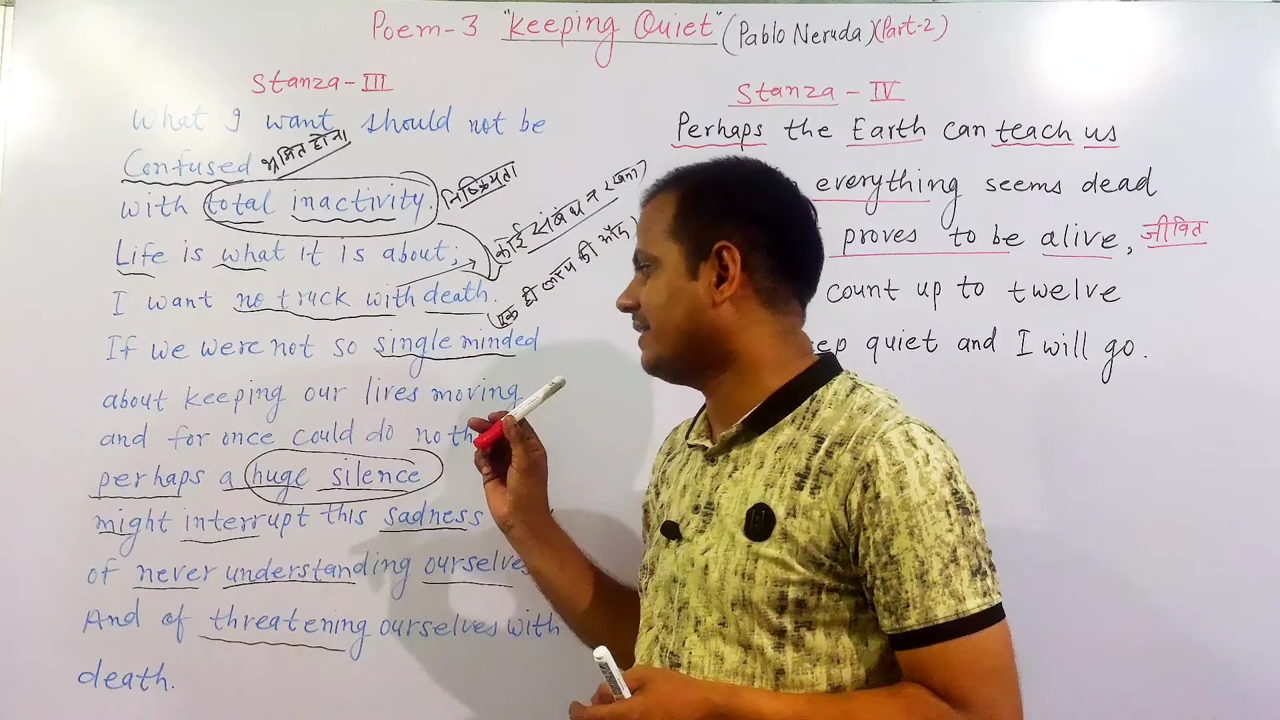 Poem-3 "Keeping Quiet" (Pablo Neruda)(Part-2)
Stanza-III
What I want should not be
Confused भ्रमित होना
with total inactivity. निष्क्रियता
Life is what it is about; कोई संबंध न रखना)
I want no truck with death.
एक ही लक्ष्य की
If we were not so single minded
about keeping our lives moving
and for once could do noth
perhaps a huge silence
might interrupt this sadness
of never understanding ourselves
And of threatening ourselves with
death.
Stanza-IV
Perhaps the Earth can teach us
everything seems dead
proves to be alive, जीवित
count up to twelve
ep quiet and I will go.